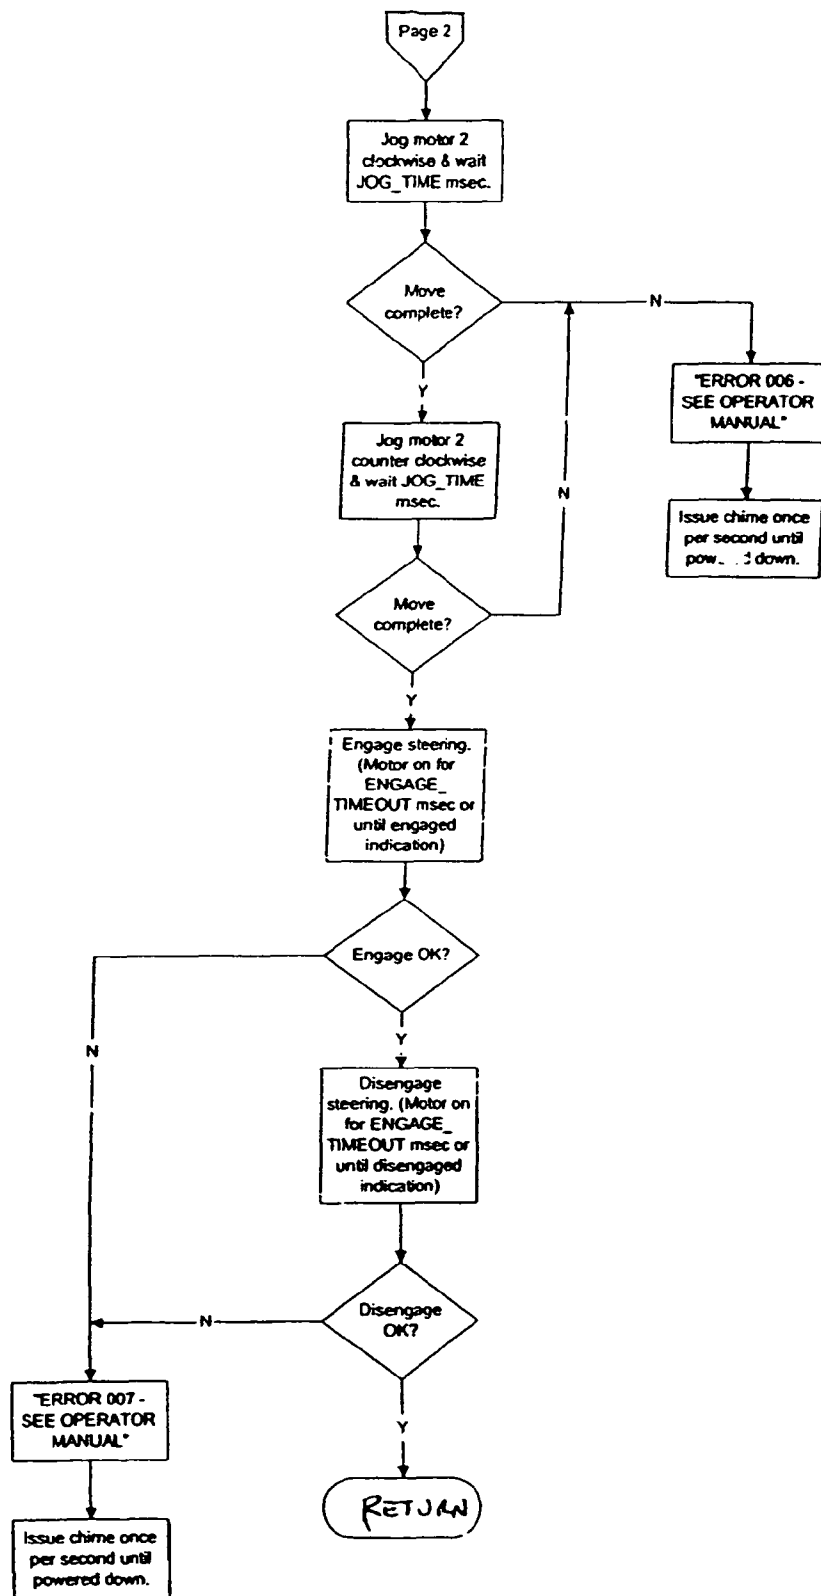 Page 2
Jog motor 2
clockwise & wait
JOG_TIME msec.
Move
complete?
N
Y
"ERROR 006 -
SEE OPERATOR
MANUAL"
Jog motor 2
counter clockwise
& wait JOG_TIME
msec.
N
Issue chime once
per second until
down.
Move
complete?
Y
Engage steering.
(Motor on for
ENGAGE_
TIMEOUT msec or
until engaged
indication)
Engage OK?
N
Y
Disengage
steering. (Motor on
for ENGAGE_
TIMEOUT msec or
until disengaged
indication)
Disengage
OK?
N
"ERROR 007 -
SEE OPERATOR
MANUAL"
Y
RETURN
Issue chime once
per second until
powered down.